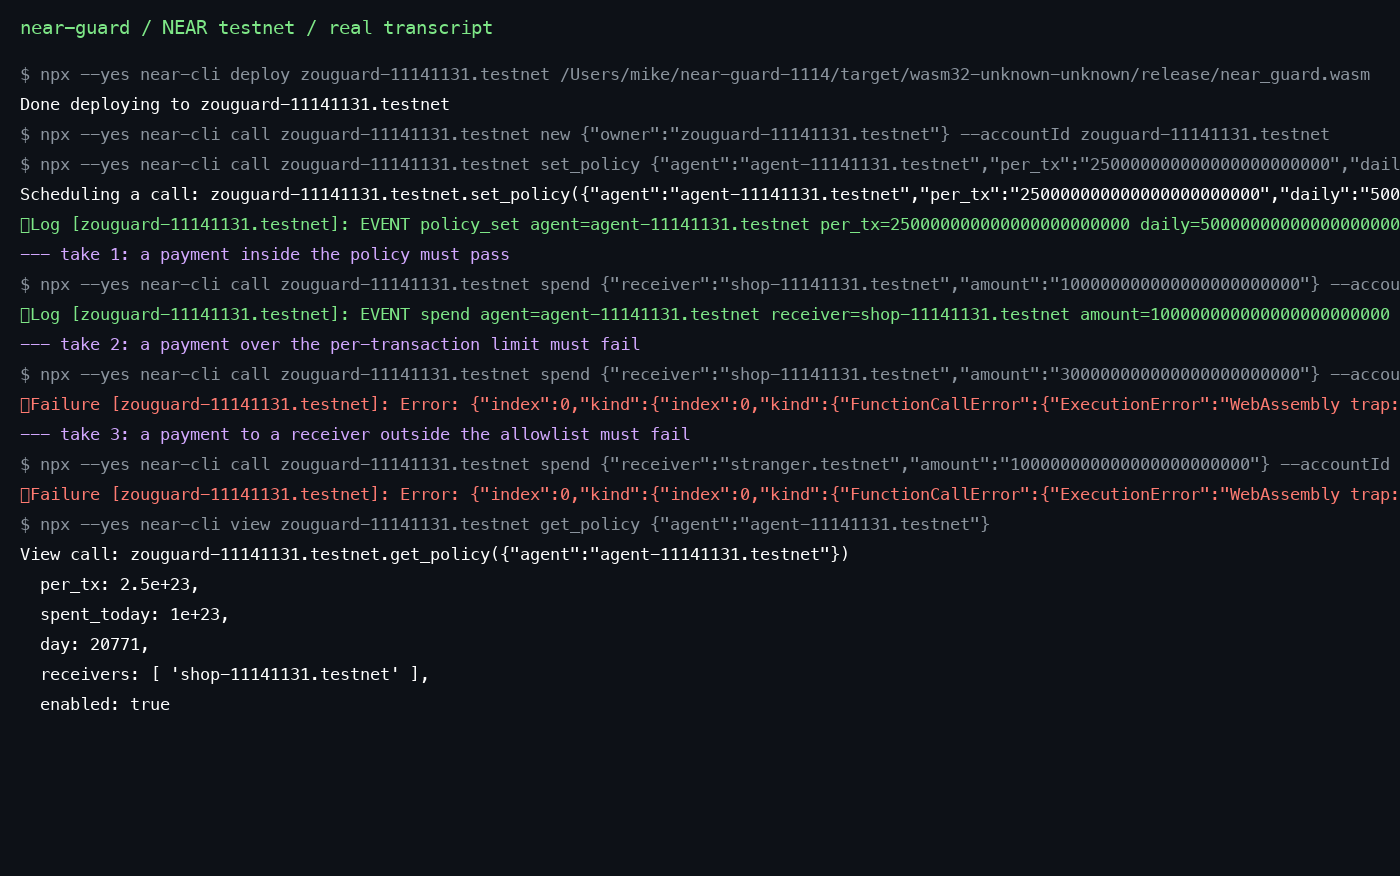 near-guard / NEAR testnet / real transcript
$ npx --yes near-cli deploy zouguard-11141131.testnet /Users/mike/near-guard-1114/target/wasm32-unknown-unknown/release/near_guard.wasm
Done deploying to zouguard-11141131.testnet
$ npx --yes near-cli call zouguard-11141131.testnet new {"owner":"zouguard-11141131.testnet"} --accountId zouguard-11141131.testnet
$ npx --yes near-cli call zouguard-11141131.testnet set_policy {"agent":"agent-11141131.testnet","per_tx":"250000000000000000000000","dail
Scheduling a call: zouguard-11141131.testnet.set_policy({"agent":"agent-11141131.testnet","per_tx":"250000000000000000000000","daily":"500
Log [zouguard-11141131.testnet]: EVENT policy_set agent=agent-11141131.testnet per_tx=250000000000000000000000 daily=50000000000000000000
--- take 1: a payment inside the policy must pass
$ npx --yes near-cli call zouguard-11141131.testnet spend {"receiver":"shop-11141131.testnet","amount":"100000000000000000000000"} --accou
Log [zouguard-11141131.testnet]: EVENT spend agent=agent-11141131.testnet receiver=shop-11141131.testnet amount=100000000000000000000000
--- take 2: a payment over the per-transaction limit must fail
$ npx --yes near-cli call zouguard-11141131.testnet spend {"receiver":"shop-11141131.testnet","amount":"300000000000000000000000"} --accou
Failure [zouguard-11141131.testnet]: Error: {"index":0,"kind":{"index":0,"kind":{"FunctionCallError":{"ExecutionError":"WebAssembly trap:
--- take 3: a payment to a receiver outside the allowlist must fail
$ npx --yes near-cli call zouguard-11141131.testnet spend {"receiver":"stranger.testnet","amount":"100000000000000000000000"} --accountId
Failure [zouguard-11141131.testnet]: Error: {"index":0,"kind":{"index":0,"kind":{"FunctionCallError":{"ExecutionError":"WebAssembly trap:
$ npx --yes near-cli view zouguard-11141131.testnet get_policy {"agent":"agent-11141131.testnet"}
View call: zouguard-11141131.testnet.get_policy({"agent":"agent-11141131.testnet"})
per_tx: 2.5e+23,
spent_today: 1e+23,
day: 20771,
receivers: [ 'shop-11141131.testnet' ],
enabled: true